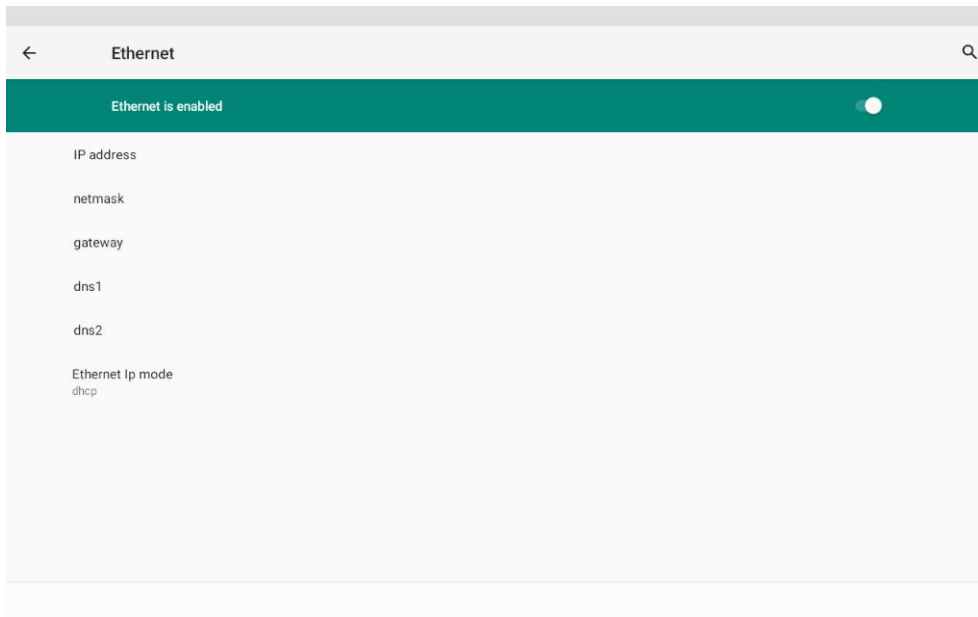 Ethernet
Ethernet is enabled
IP address
netmask
gateway
dns1
dns2
Ethernet Ip mode
dhcp